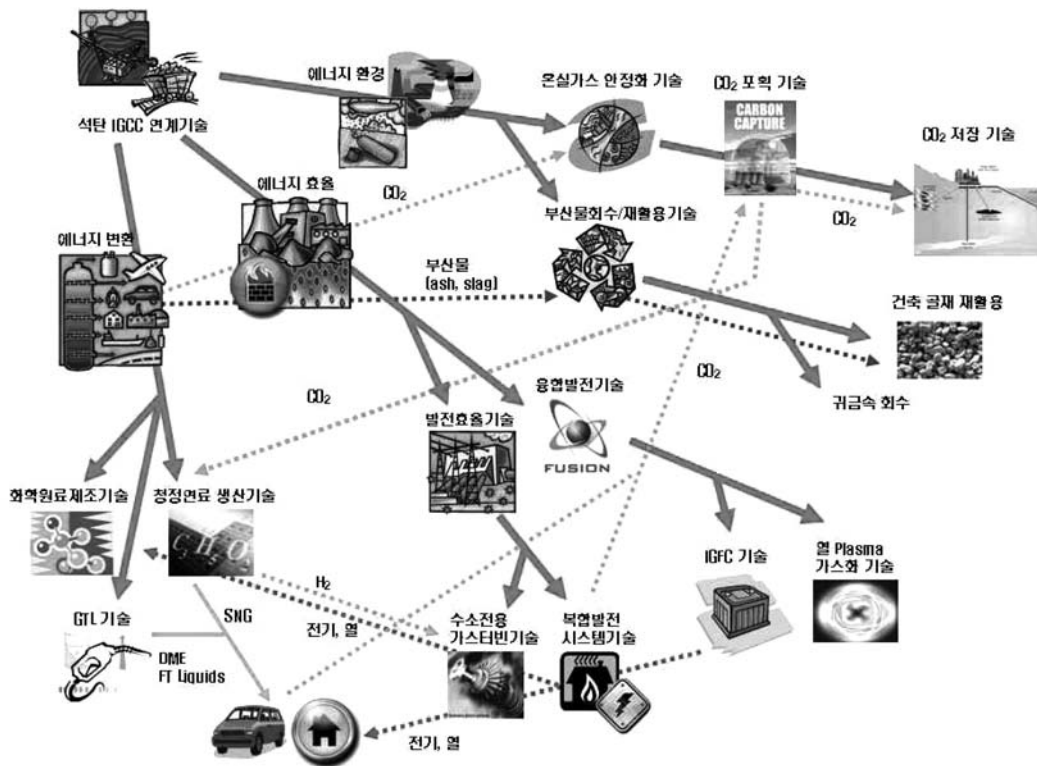 에너지 환경
온실가스 안정화 기술
CO₂ 포획 기술
CARBON
CAPTURE
석탄 IGCC 연계기술
CO₂ 저장 기술
에너지 효율
CO₂
CO₂
부산물회수/재활용기술
에너지 변환
부산물
(ash, slag)
건축 골재 재활용
CO₂
CO₂
귀금속 회수
융합발전기술
발전효율기술
FUSION
화학원료제조기술
청정연료 생산기술
CHO
IGFC 기술
열 Plasma
가스화 기술
H₂
GTL 기술
SNG
전기, 열
수소전용
가스터빈기술
복합발전
시스템기술
DME
FT Liquids
전기, 열